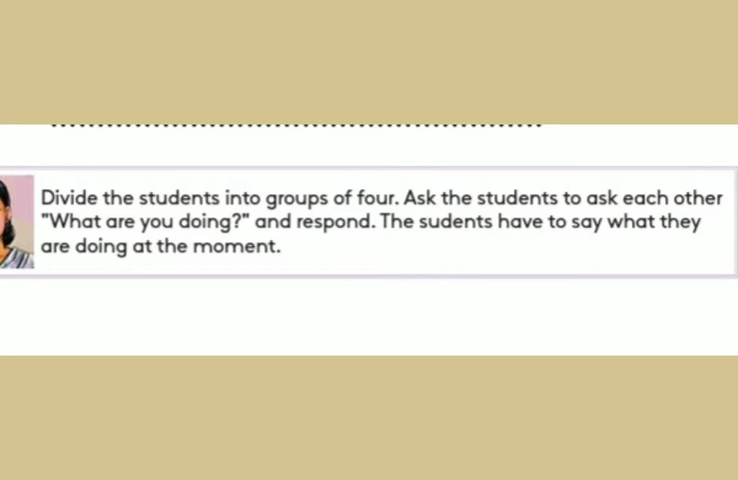 Divide the students into groups of four. Ask the students to ask each other
"What are you doing?" and respond. The sudents have to say what they
are doing at the moment.